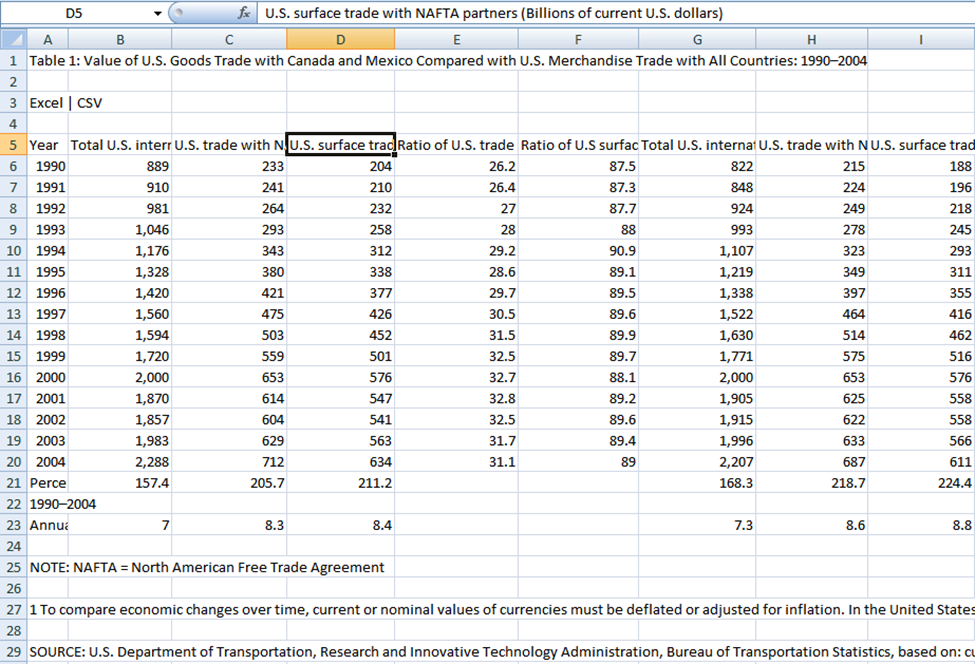 D5 fx U.S. surface trade with NAFTA partners (Billions of current U.S. dollars)
A B C D E F G H I
1 Table 1: Value of U.S. Goods Trade with Canada and Mexico Compared with U.S. Merchandise Trade with All Countries: 1990–2004
2
3 Excel | CSV
4
5 Year Total U.S. interr U.S. trade with N. U.S. surface trad Ratio of U.S. trade Ratio of U.S surfac Total U.S. internat U.S. trade with N U.S. surface trad
6 1990 889 233 204 26.2 87.5 822 215 188
7 1991 910 241 210 26.4 87.3 848 224 196
8 1992 981 264 232 27 87.7 924 249 218
9 1993 1,046 293 258 28 88 993 278 245
10 1994 1,176 343 312 29.2 90.9 1,107 323 293
11 1995 1,328 380 338 28.6 89.1 1,219 349 311
12 1996 1,420 421 377 29.7 89.5 1,338 397 355
13 1997 1,560 475 426 30.5 89.6 1,522 464 416
14 1998 1,594 503 452 31.5 89.9 1,630 514 462
15 1999 1,720 559 501 32.5 89.7 1,771 575 516
16 2000 2,000 653 576 32.7 88.1 2,000 653 576
17 2001 1,870 614 547 32.8 89.2 1,905 625 558
18 2002 1,857 604 541 32.5 89.6 1,915 622 558
19 2003 1,983 629 563 31.7 89.4 1,996 633 566
20 2004 2,288 712 634 31.1 89 2,207 687 611
21 Perce 157.4 205.7 211.2 168.3 218.7 224.4
22 1990–2004
23 Annua 7 8.3 8.4 7.3 8.6 8.8
24
25 NOTE: NAFTA = North American Free Trade Agreement
26
27 1 To compare economic changes over time, current or nominal values of currencies must be deflated or adjusted for inflation. In the United States
28
29 SOURCE: U.S. Department of Transportation, Research and Innovative Technology Administration, Bureau of Transportation Statistics, based on: cu